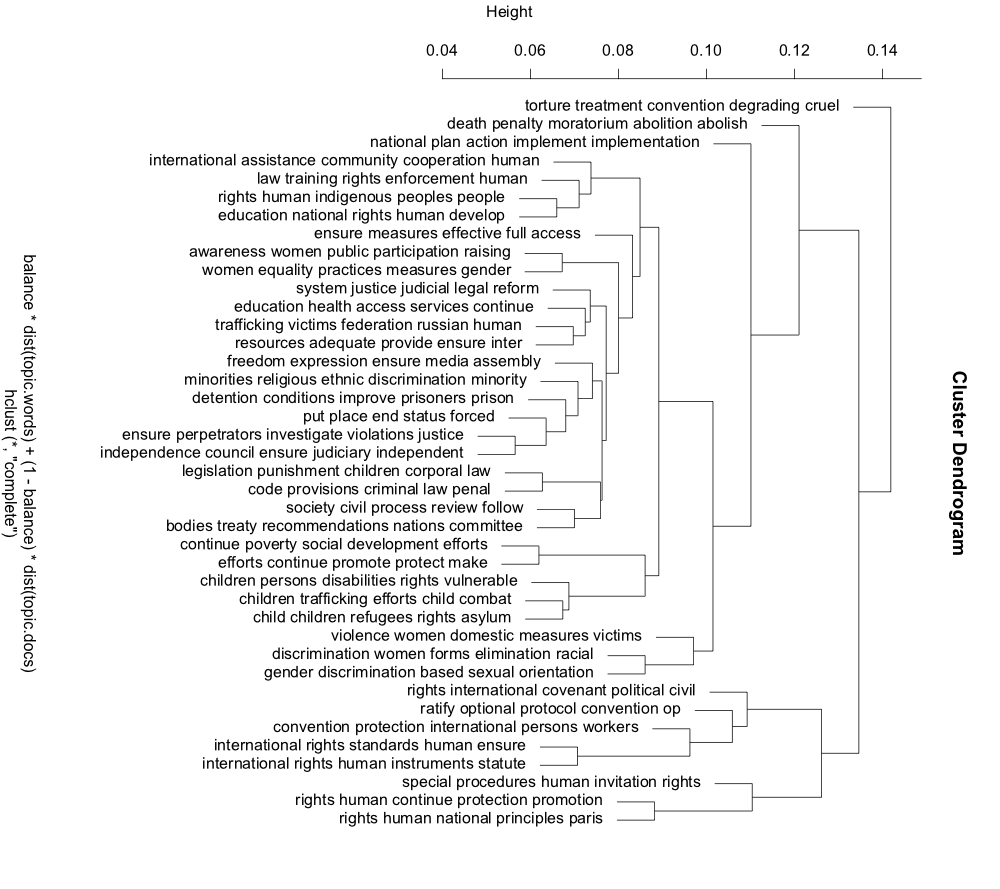 Height
0.04 0.06 0.08 0.10 0.12 0.14
torture treatment convention degrading cruel
death penalty moratorium abolition abolish
national plan action implement implementation
international assistance community cooperation human
law training rights enforcement human
rights human indigenous peoples people
education national rights human develop
ensure measures effective full access
awareness women public participation raising
women equality practices measures gender
system justice judicial legal reform
education health access services continue
trafficking victims federation russian human
resources adequate provide ensure inter
freedom expression ensure media assembly
minorities religious ethnic discrimination minority
detention conditions improve prisoners prison
put place end status forced
ensure perpetrators investigate violations justice
independence council ensure judiciary independent
legislation punishment children corporal law
code provisions criminal law penal
society civil process review follow
bodies treaty recommendations nations committee
continue poverty social development efforts
efforts continue promote protect make
children persons disabilities rights vulnerable
children trafficking efforts child combat
child children refugees rights asylum
violence women domestic measures victims
discrimination women forms elimination racial
gender discrimination based sexual orientation
rights international covenant political civil
ratify optional protocol convention op
convention protection international persons workers
international rights standards human ensure
international rights human instruments statute
special procedures human invitation rights
rights human continue protection promotion
rights human national principles paris
Cluster Dendrogram
balance * dist(topic.words) + (1 - balance) * dist(topic.docs)
hclust (*, "complete")